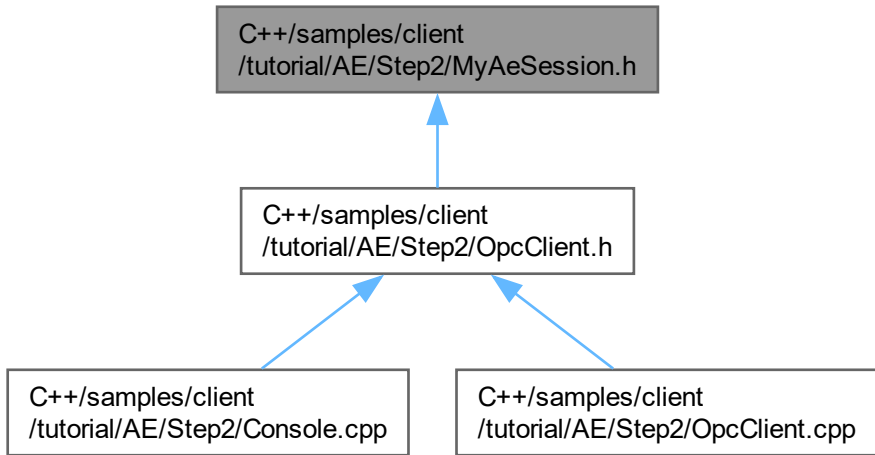 C++/samples/client
/tutorial/AE/Step2/MyAeSession.h
C++/samples/client
/tutorial/AE/Step2/OpcClient.h
C++/samples/client
/tutorial/AE/Step2/Console.cpp
C++/samples/client
/tutorial/AE/Step2/OpcClient.cpp